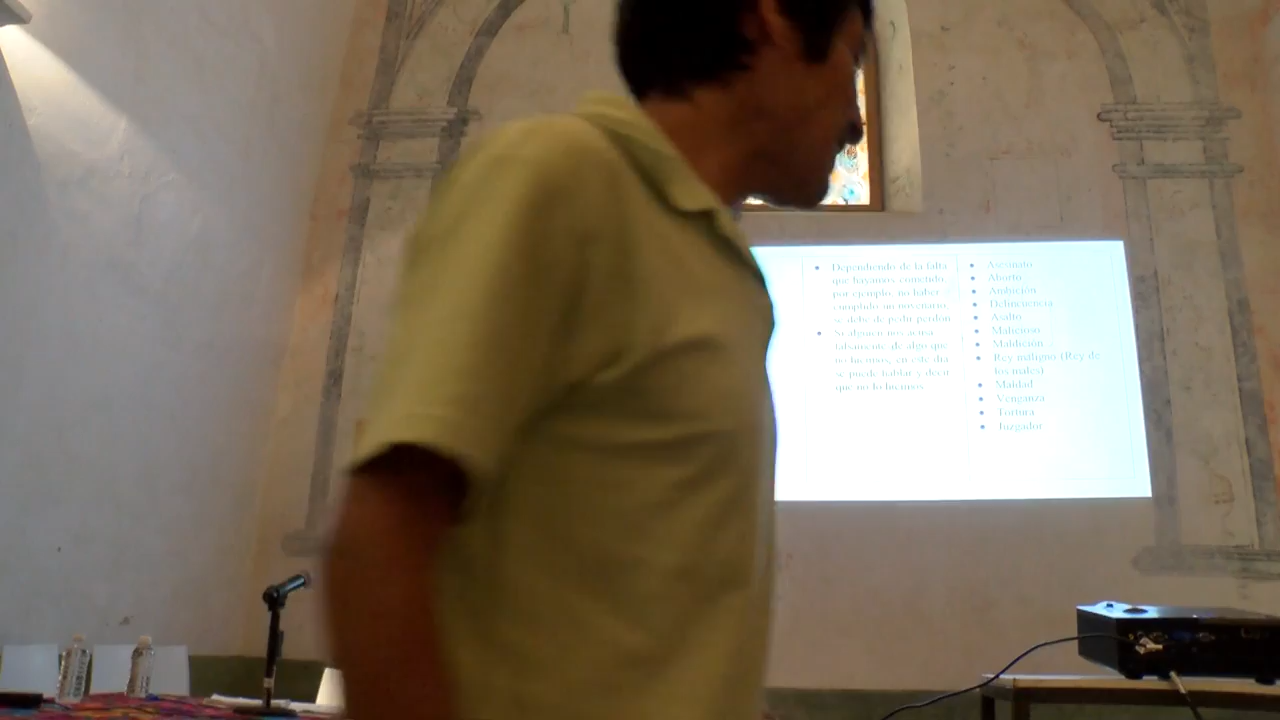 Dependiendo de la falta
que hayamos cometido,
por ejemplo, no haber
cumplido un novenario,
se debe de pedir perdón
Si alguien nos acusa
falsamente de algo que
no hicimos, en este día
se puede hablar y decir
que no lo hicimos
Asesinato
Aborto
Ambición
Delincuencia
Asalto
Malicioso
Maldición
Rey maligno (Rey de
los males)
Maldad
Venganza
Tortura
Juzgador